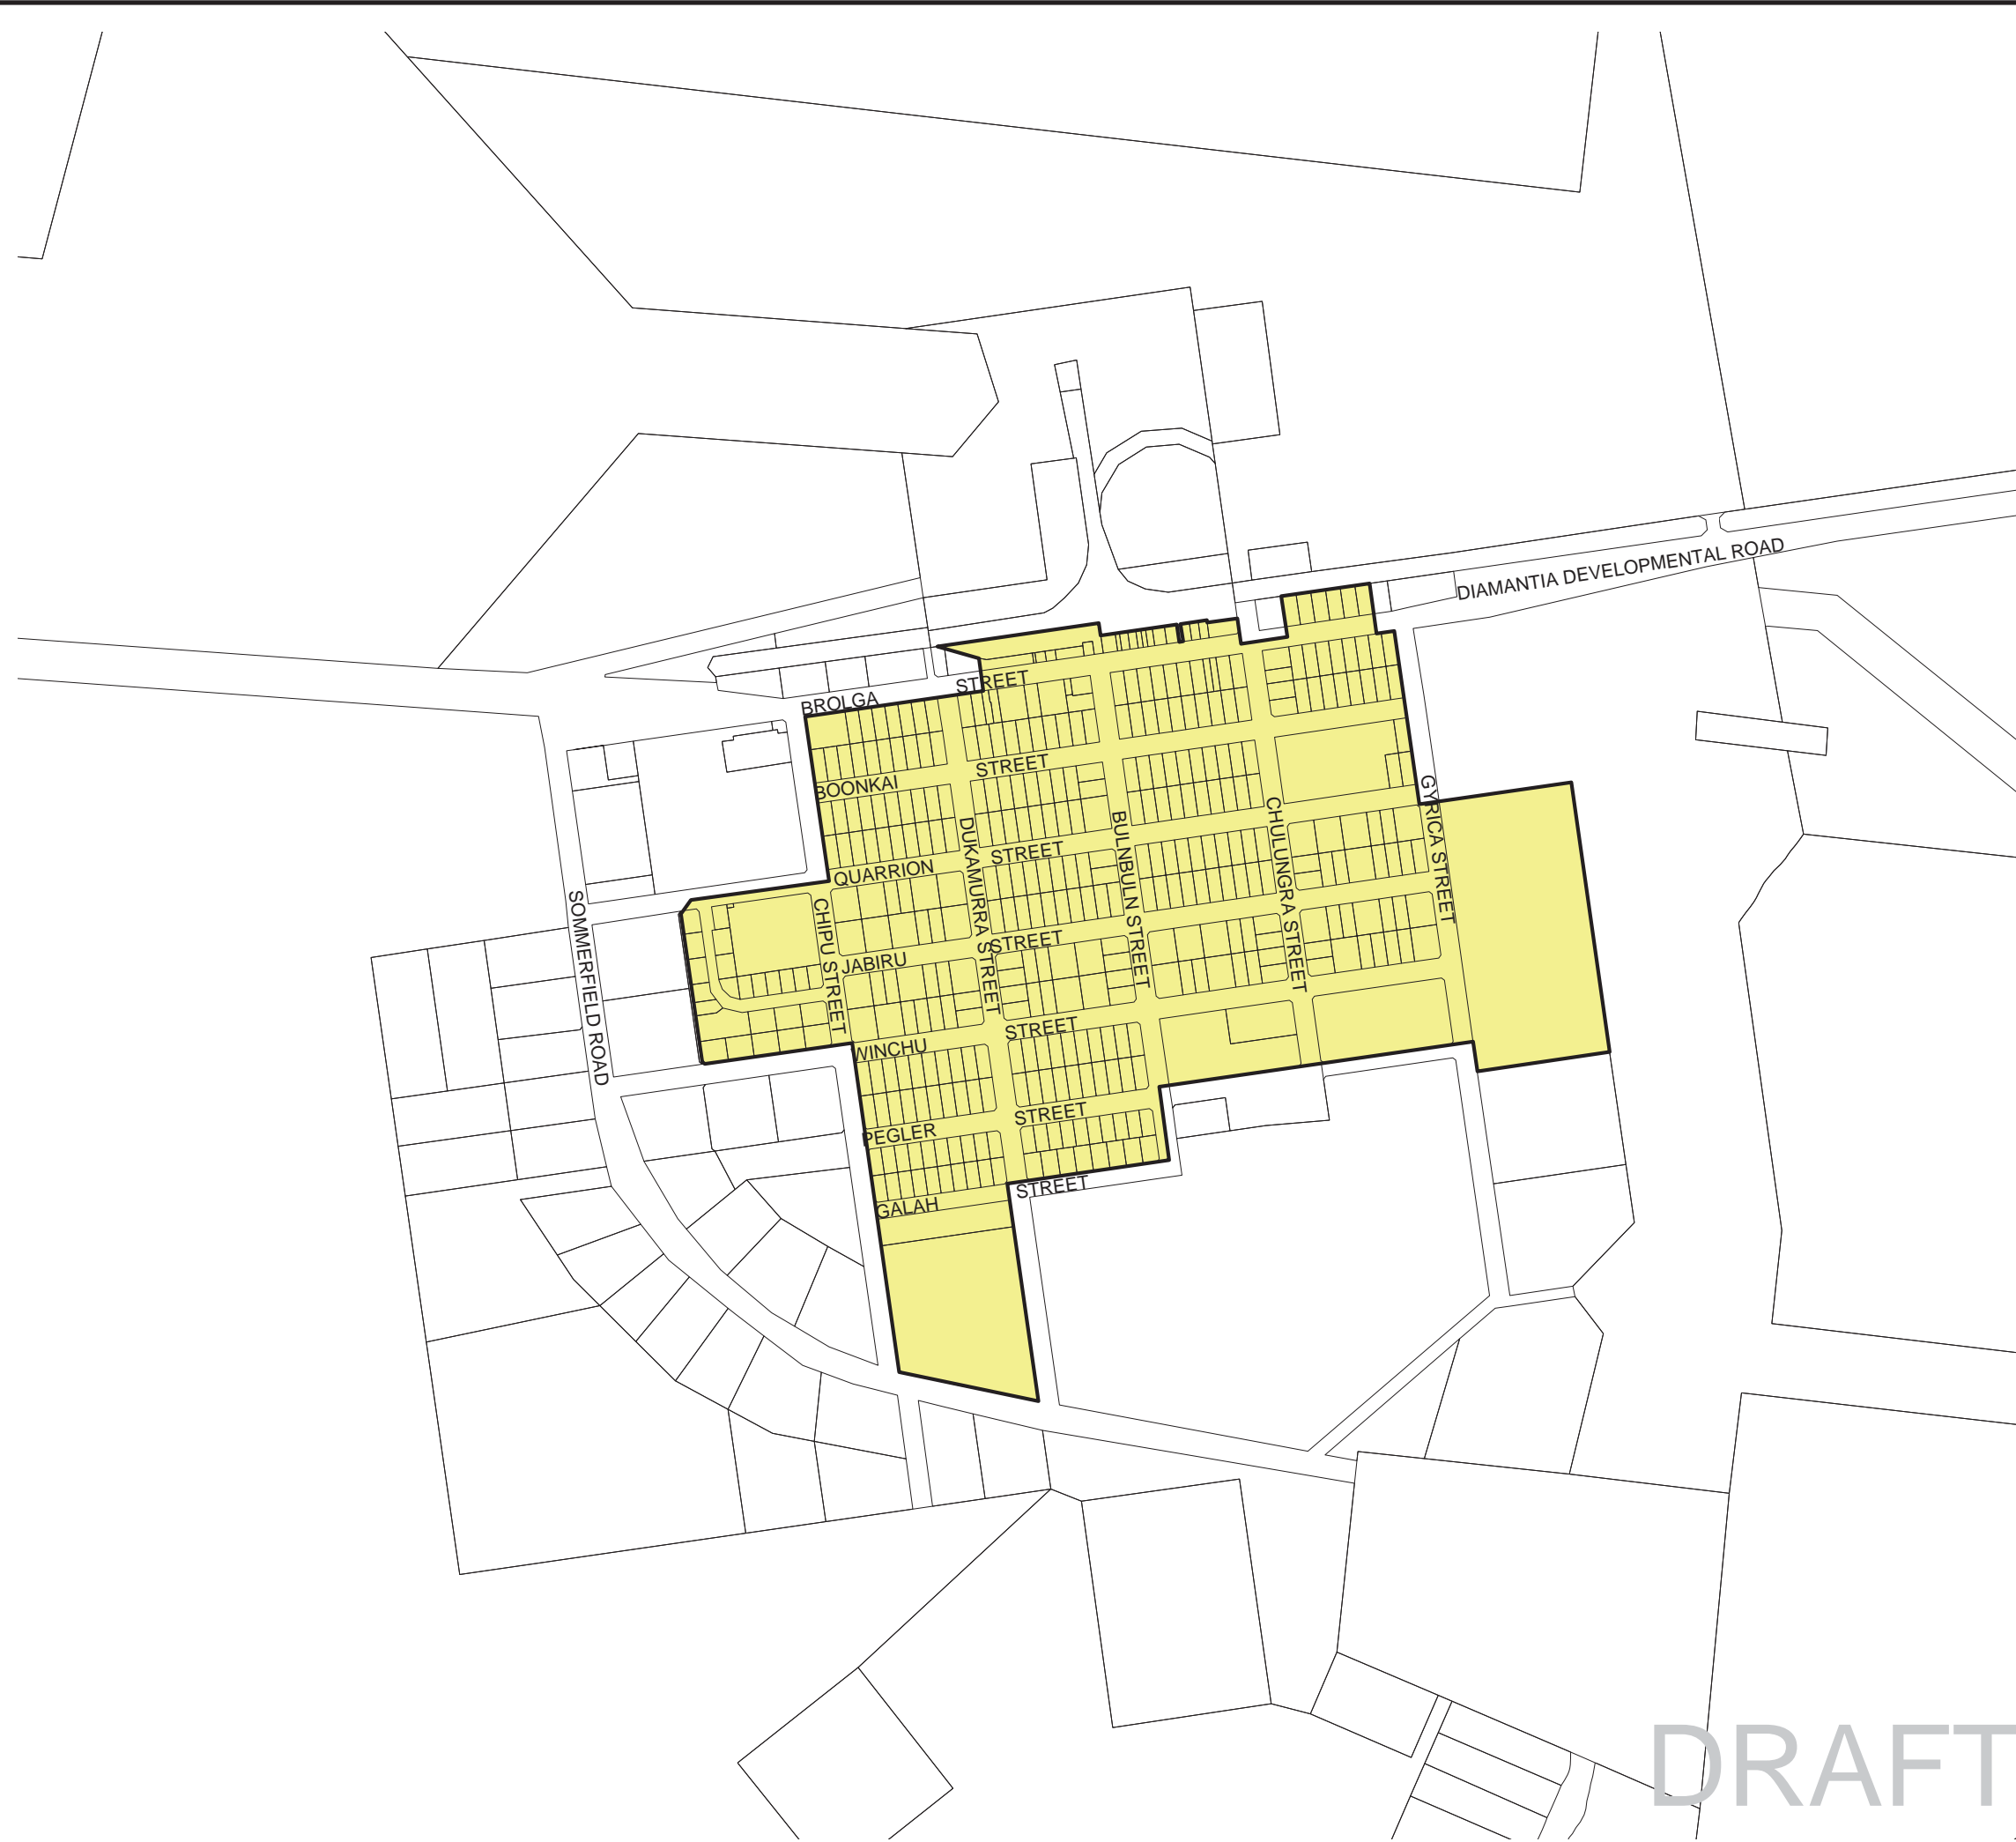 DIAMANTIA DEVELOPMENTAL ROAD
BROLGA STREET
BOONKAI STREET
QUARRION STREET
JABIRU STREET
WINCHU STREET
PEGLER STREET
GALAH STREET
SOMMERFIELD ROAD
CHIPU STREET
DUKAMURRA STREET
BULNBULN STREET
CHULUNGRA STREET
GYRICA STREET
DRAFT